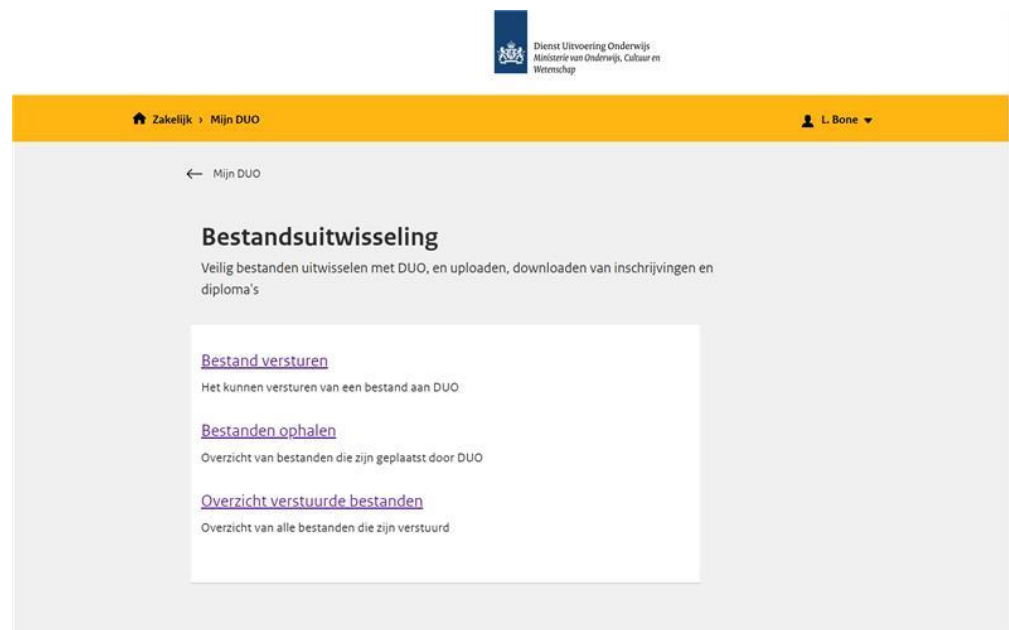 Dienst Uitvoering Onderwijs
Ministerie van Onderwijs, Cultuur en
Wetenschap
Zakelijk › Mijn DUO
L. Bone
Mijn DUO
Bestandsuitwisseling
Veilig bestanden uitwisselen met DUO, en uploaden, downloaden van inschrijvingen en
diploma's
Bestand versturen
Het kunnen versturen van een bestand aan DUO
Bestanden ophalen
Overzicht van bestanden die zijn geplaatst door DUO
Overzicht verstuurde bestanden
Overzicht van alle bestanden die zijn verstuurd